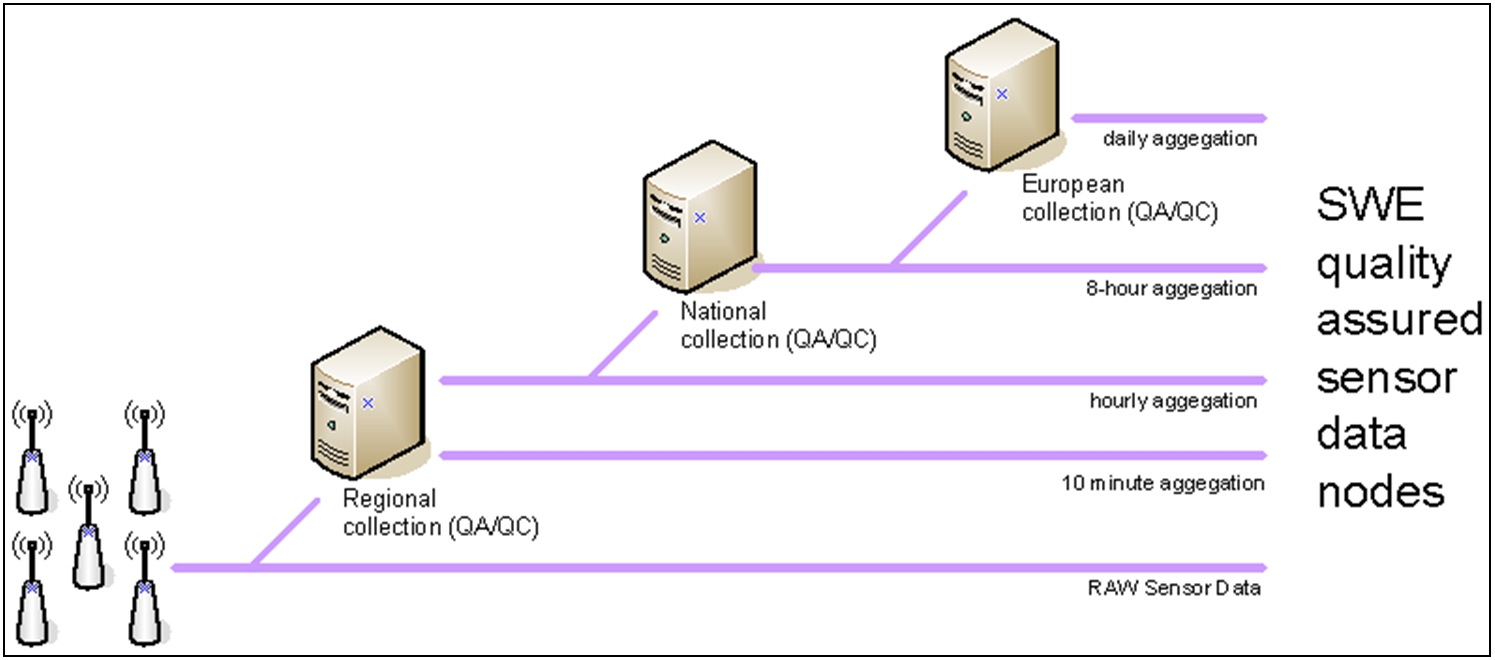 daily aggegation
European
collection (QA/QC)
8-hour aggegation
National
collection (QA/QC)
hourly aggegation
10 minute aggegation
Regional
collection (QA/QC)
RAW Sensor Data
SWE
quality
assured
sensor
data
nodes